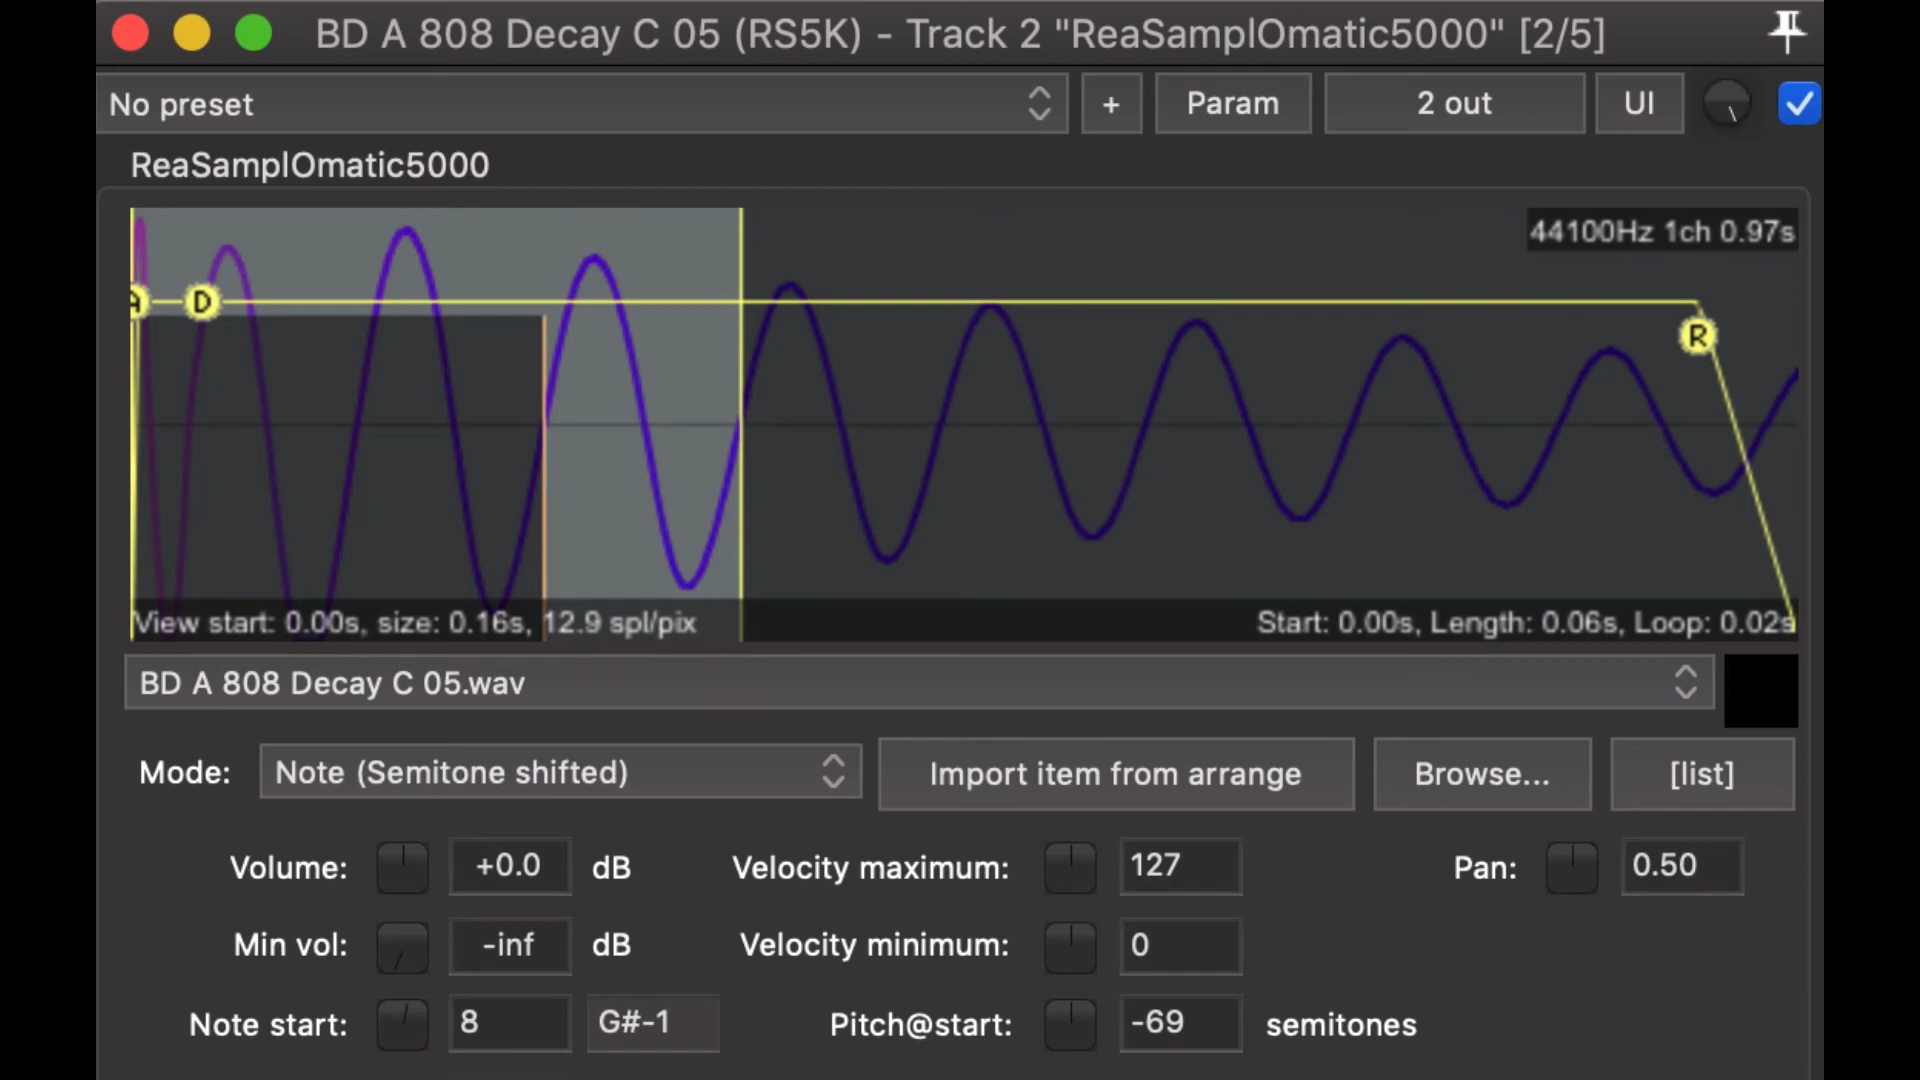 BD A 808 Decay C 05 (RS5K) - Track 2 "ReaSamplOmatic5000" [2/5]
No preset + Param 2 out UI
ReaSamplOmatic5000
44100Hz 1ch 0.97s
A D
R
View start: 0.00s, size: 0.16s, 12.9 spl/pix Start: 0.00s, Length: 0.06s, Loop: 0.02s
BD A 808 Decay C 05.wav
Mode: Note (Semitone shifted) Import item from arrange Browse... [list]
Volume: +0.0 dB Velocity maximum: 127 Pan: 0.50
Min vol: -inf dB Velocity minimum: 0
Note start: 8 G#-1 Pitch@start: -69 semitones